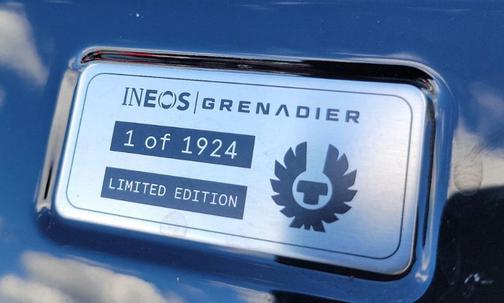 INEOS | GRENADIER
1 of 1924
LIMITED EDITION